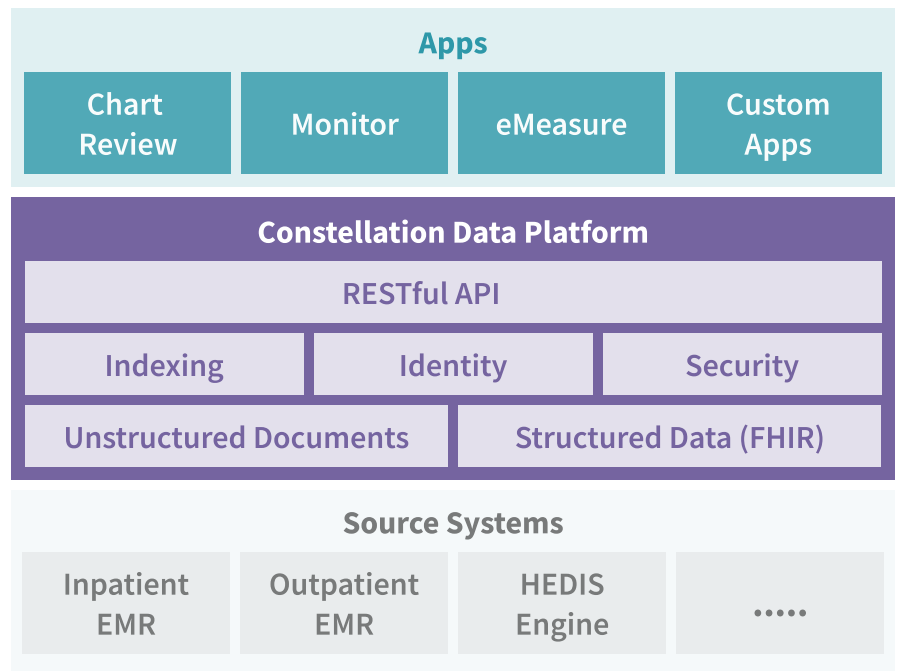 Apps
Chart
Review
Monitor
eMeasure
Custom
Apps
Constellation Data Platform
RESTful API
Indexing
Identity
Security
Unstructured Documents
Structured Data (FHIR)
Source Systems
Inpatient
EMR
Outpatient
EMR
HEDIS
Engine
.....